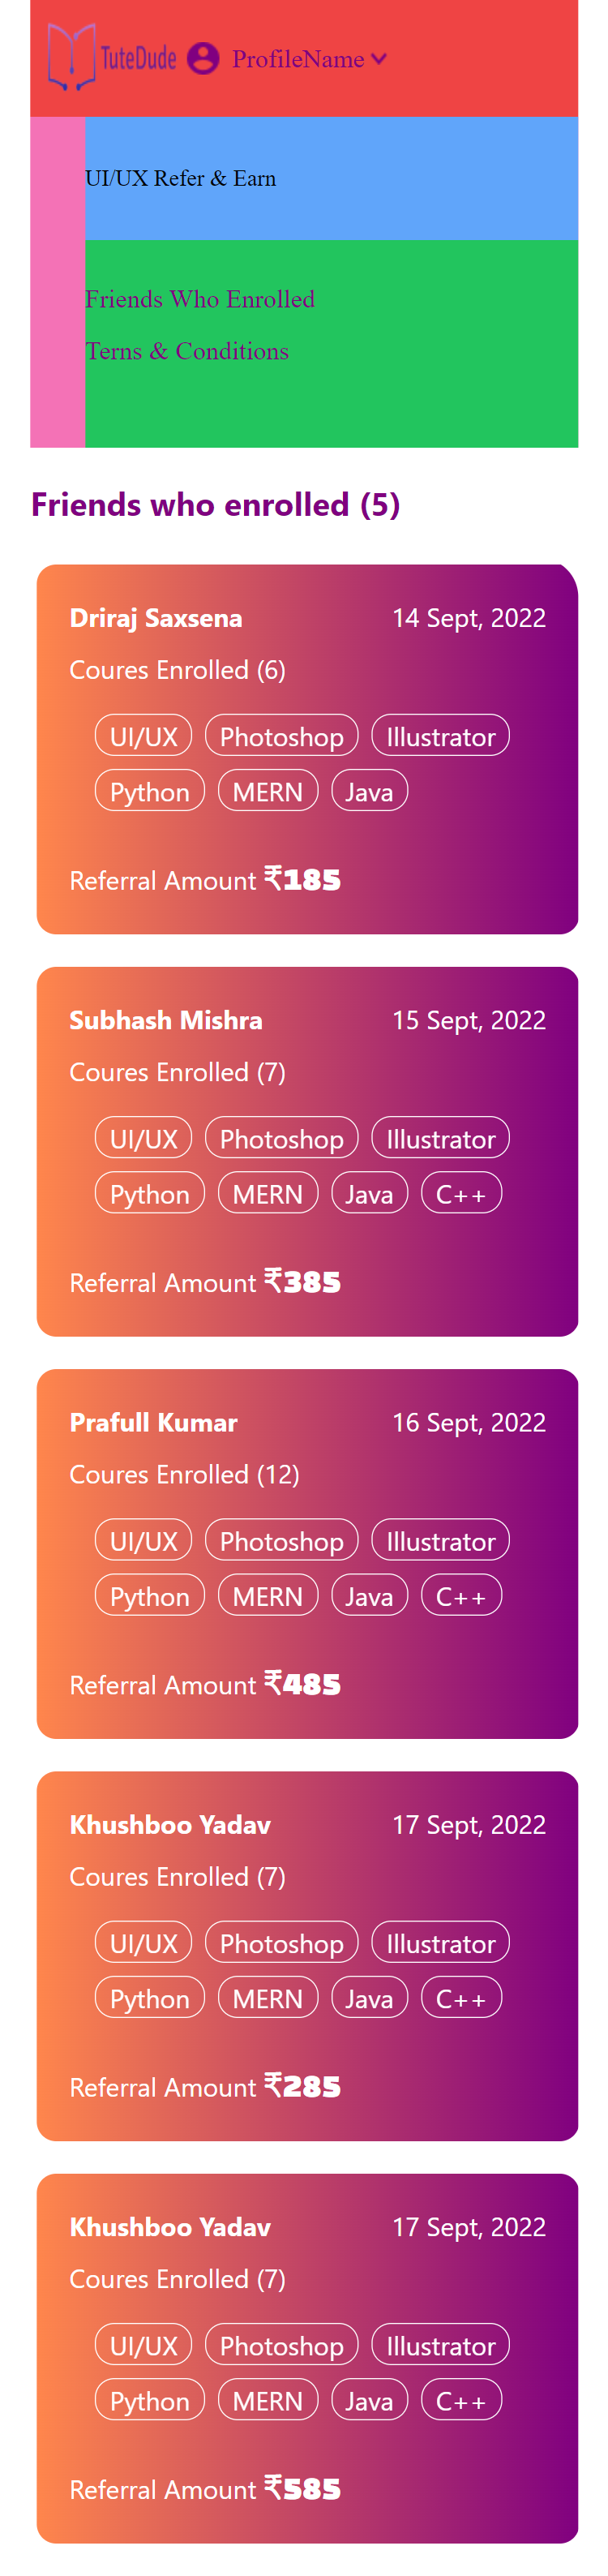 TuteDude ProfileName
UI/UX Refer & Earn
Friends Who Enrolled
Terns & Conditions
Friends who enrolled (5)
Driraj Saxsena 14 Sept, 2022
Coures Enrolled (6)
UI/UX Photoshop Illustrator
Python MERN Java
Referral Amount ₹185
Subhash Mishra 15 Sept, 2022
Coures Enrolled (7)
UI/UX Photoshop Illustrator
Python MERN Java C++
Referral Amount ₹385
Prafull Kumar 16 Sept, 2022
Coures Enrolled (12)
UI/UX Photoshop Illustrator
Python MERN Java C++
Referral Amount ₹485
Khushboo Yadav 17 Sept, 2022
Coures Enrolled (7)
UI/UX Photoshop Illustrator
Python MERN Java C++
Referral Amount ₹285
Khushboo Yadav 17 Sept, 2022
Coures Enrolled (7)
UI/UX Photoshop Illustrator
Python MERN Java C++
Referral Amount ₹585